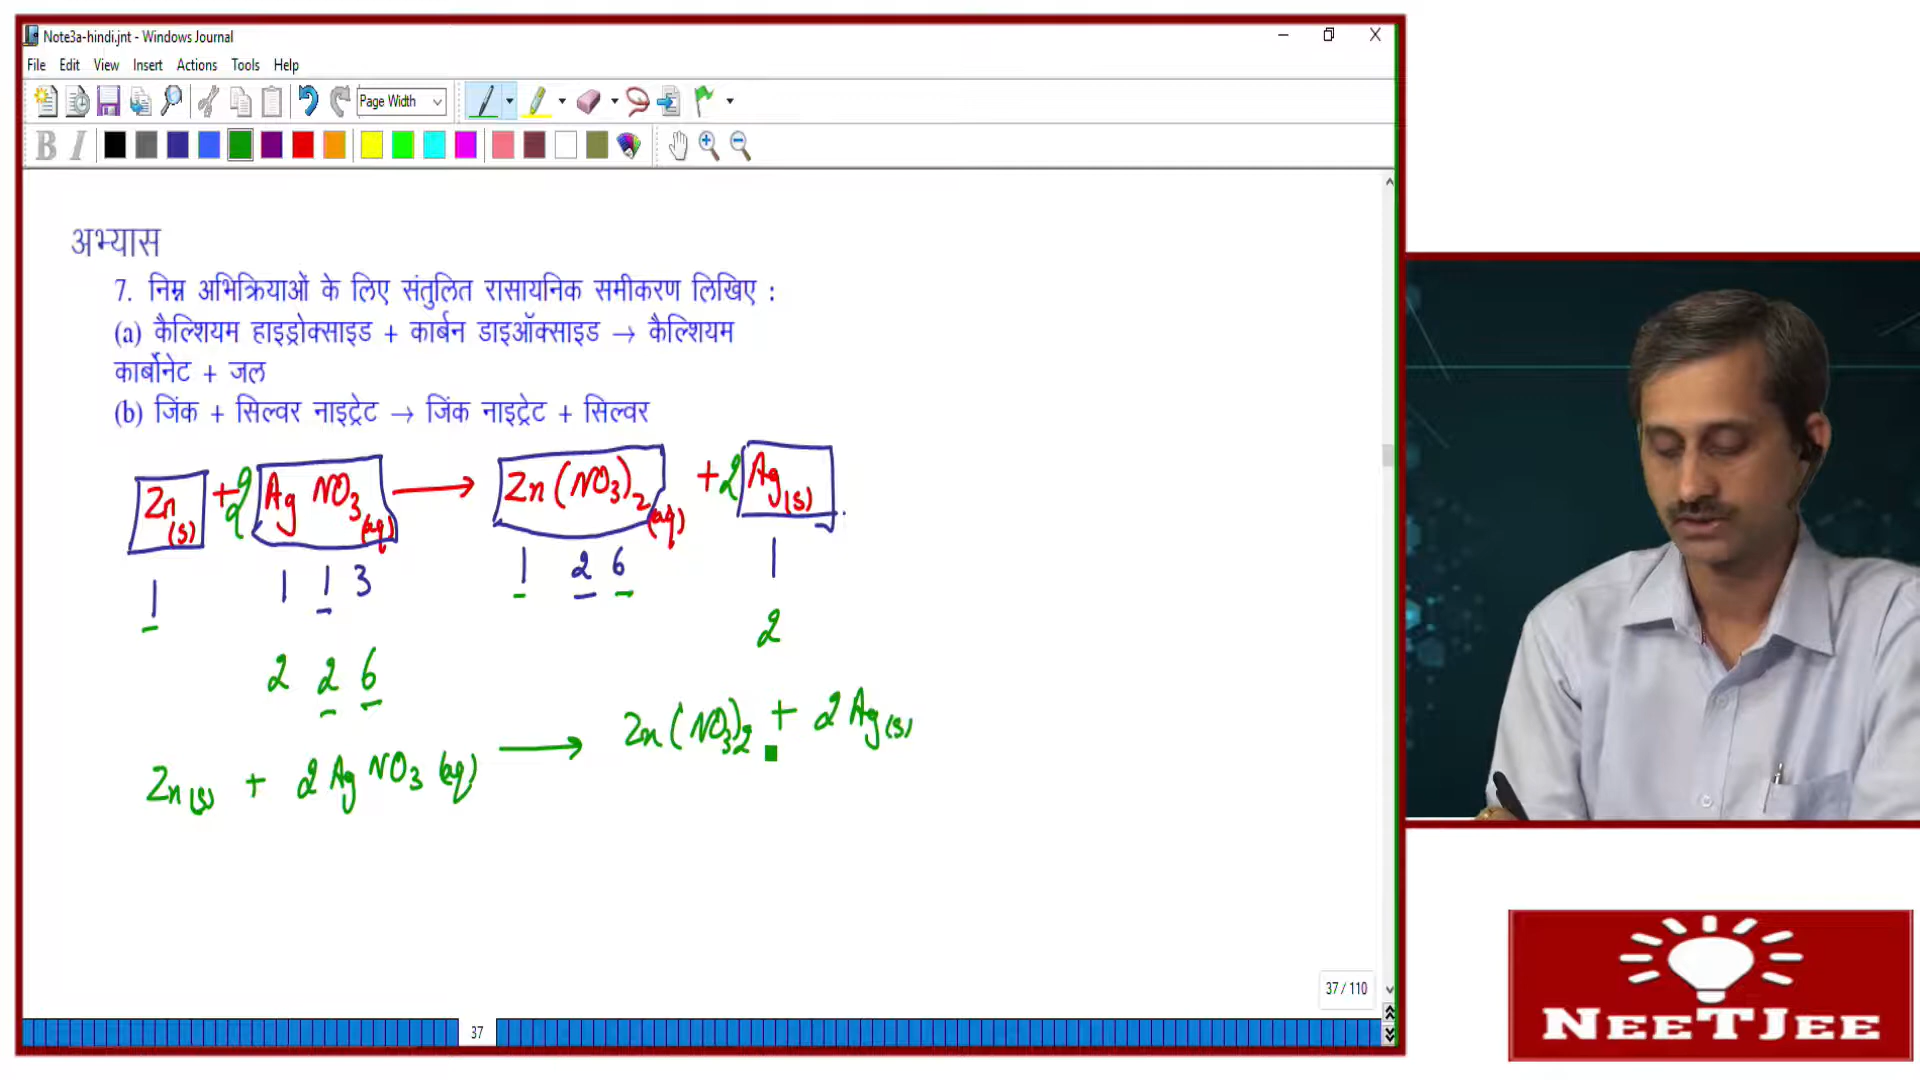 Note3a-hindi.jnt - Windows Journal
File Edit View Insert Actions Tools Help
Page Width
B I
अभ्यास
7. निम्न अभिक्रियाओं के लिए संतुलित रासायनिक समीकरण लिखिए :
(a) कैल्शियम हाइड्रोक्साइड + कार्बन डाइऑक्साइड → कैल्शियम
कार्बोनेट + जल
(b) जिंक + सिल्वर नाइट्रेट → जिंक नाइट्रेट + सिल्वर
Zn(s) + 2 AgNO3(aq) → Zn(NO3)2(aq) + 2 Ag(s)
1 1 1 3 1 2 6 1
2 2 6 2
Zn(s) + 2 AgNO3(aq) → Zn(NO3)2 + 2 Ag(s)
37 / 110
37
NEETJEE